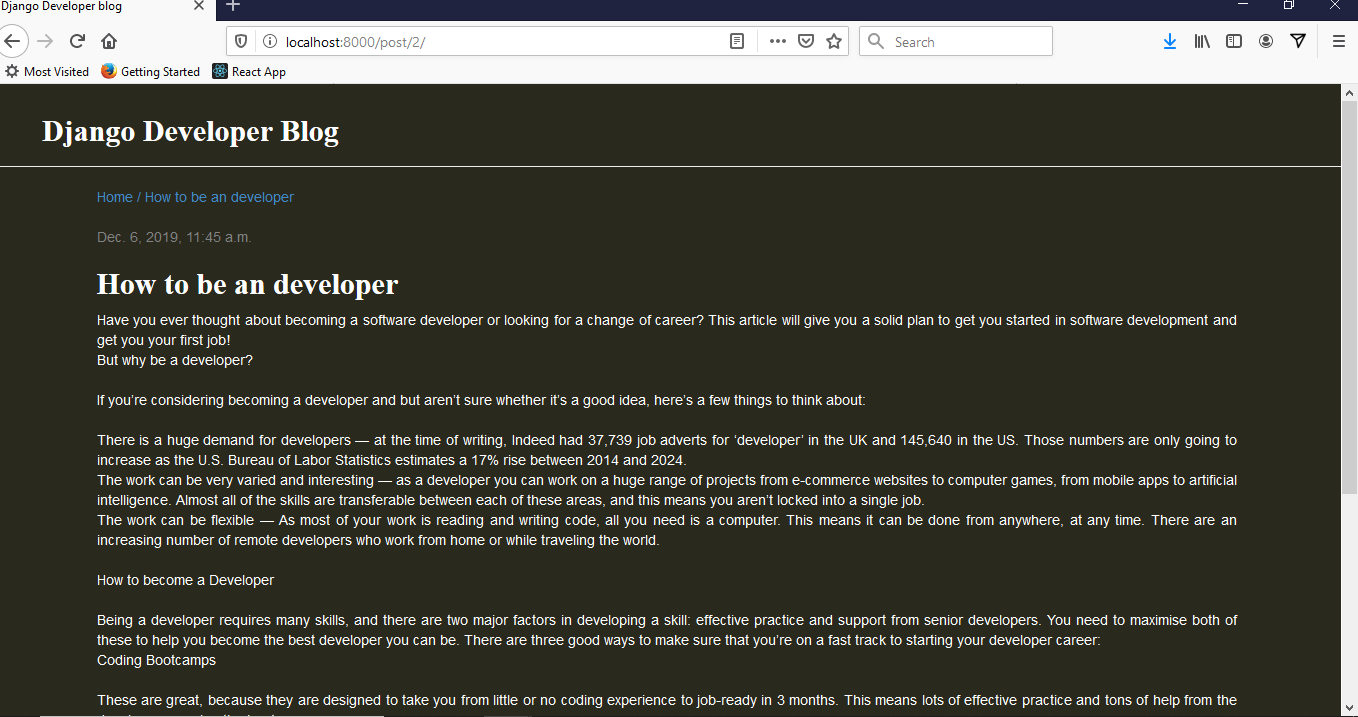 Django Developer blog
localhost:8000/post/2/
Search
Most Visited
Getting Started
React App
Django Developer Blog
Home / How to be an developer
Dec. 6, 2019, 11:45 a.m.
How to be an developer
Have you ever thought about becoming a software developer or looking for a change of career? This article will give you a solid plan to get you started in software development and
get you your first job!
But why be a developer?
If you’re considering becoming a developer and but aren’t sure whether it’s a good idea, here’s a few things to think about:
There is a huge demand for developers — at the time of writing, Indeed had 37,739 job adverts for ‘developer’ in the UK and 145,640 in the US. Those numbers are only going to
increase as the U.S. Bureau of Labor Statistics estimates a 17% rise between 2014 and 2024.
The work can be very varied and interesting — as a developer you can work on a huge range of projects from e-commerce websites to computer games, from mobile apps to artificial
intelligence. Almost all of the skills are transferable between each of these areas, and this means you aren’t locked into a single job.
The work can be flexible — As most of your work is reading and writing code, all you need is a computer. This means it can be done from anywhere, at any time. There are an
increasing number of remote developers who work from home or while traveling the world.
How to become a Developer
Being a developer requires many skills, and there are two major factors in developing a skill: effective practice and support from senior developers. You need to maximise both of
these to help you become the best developer you can be. There are three good ways to make sure that you’re on a fast track to starting your developer career:
Coding Bootcamps
These are great, because they are designed to take you from little or no coding experience to job-ready in 3 months. This means lots of effective practice and tons of help from the